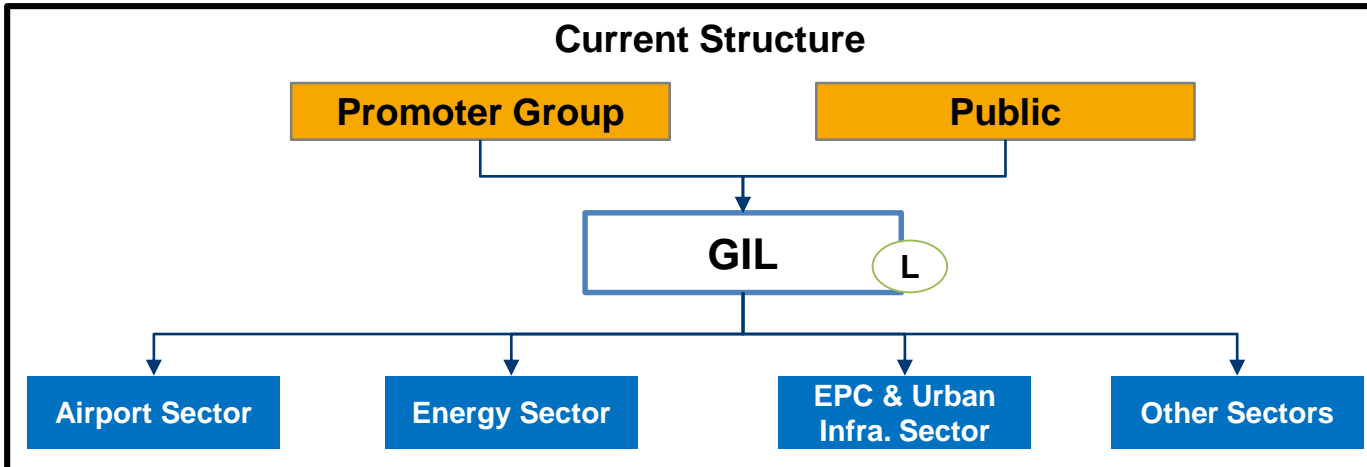 Current Structure
Promoter Group
Public
GIL
L
Airport Sector
Energy Sector
EPC & Urban
Infra. Sector
Other Sectors